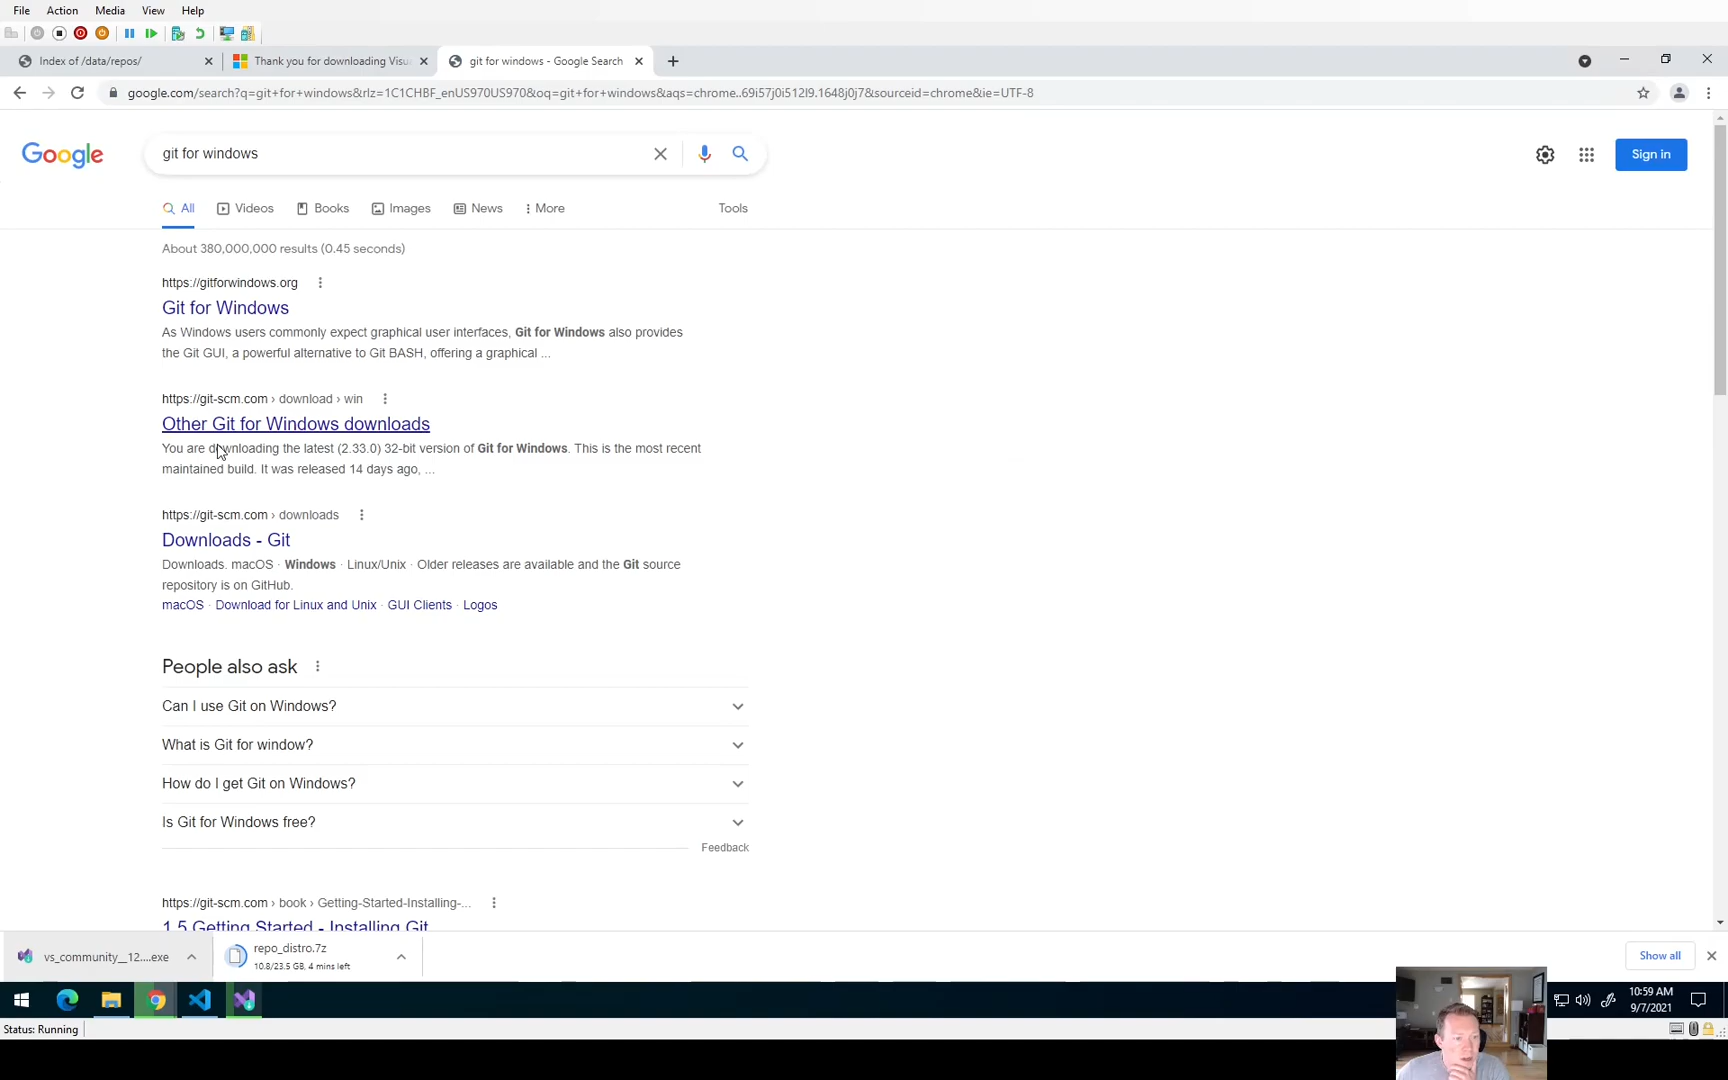 File Action Media View Help
Index of /data/repos/
Thank you for downloading Visu
git for windows - Google Search
google.com/search?q=git+for+windows&rlz=1C1CHBF_enUS970US970&oq=git+for+windows&aqs=chrome..69i57j0i512l9.1648j0j7&sourceid=chrome&ie=UTF-8
Google
git for windows
Sign in
All Videos Books Images News More Tools
About 380,000,000 results (0.45 seconds)
https://gitforwindows.org
Git for Windows
As Windows users commonly expect graphical user interfaces, Git for Windows also provides
the Git GUI, a powerful alternative to Git BASH, offering a graphical ...
https://git-scm.com › download › win
Other Git for Windows downloads
You are downloading the latest (2.33.0) 32-bit version of Git for Windows. This is the most recent
maintained build. It was released 14 days ago, ...
https://git-scm.com › downloads
Downloads - Git
Downloads. macOS · Windows · Linux/Unix · Older releases are available and the Git source
repository is on GitHub.
macOS · Download for Linux and Unix · GUI Clients · Logos
People also ask
Can I use Git on Windows?
What is Git for window?
How do I get Git on Windows?
Is Git for Windows free?
Feedback
https://git-scm.com › book › Getting-Started-Installing-...
1.5 Getting Started - Installing Git
vs_community__12....exe
repo_distro.7z
10.8/23.5 GB, 4 mins left
Show all
10:59 AM
9/7/2021
Status: Running